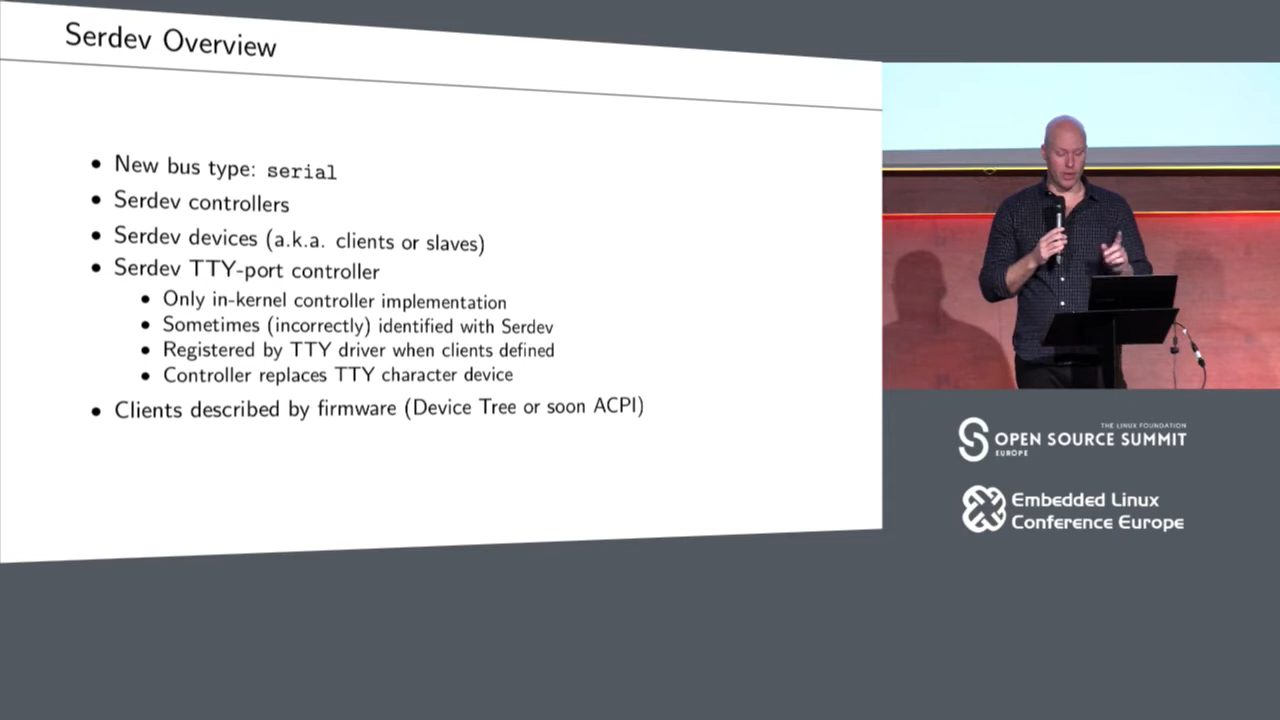 Serdev Overview
New bus type: serial
Serdev controllers
Serdev devices (a.k.a. clients or slaves)
Serdev TTY-port controller
Only in-kernel controller implementation
Sometimes (incorrectly) identified with Serdev
Registered by TTY driver when clients defined
Controller replaces TTY character device
Clients described by firmware (Device Tree or soon ACPI)
THE LINUX FOUNDATION
OPEN SOURCE SUMMIT
EUROPE
Embedded Linux
Conference Europe